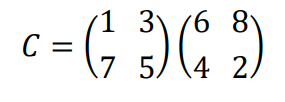 C = (1 3) (6 8)
(7 5) (4 2)